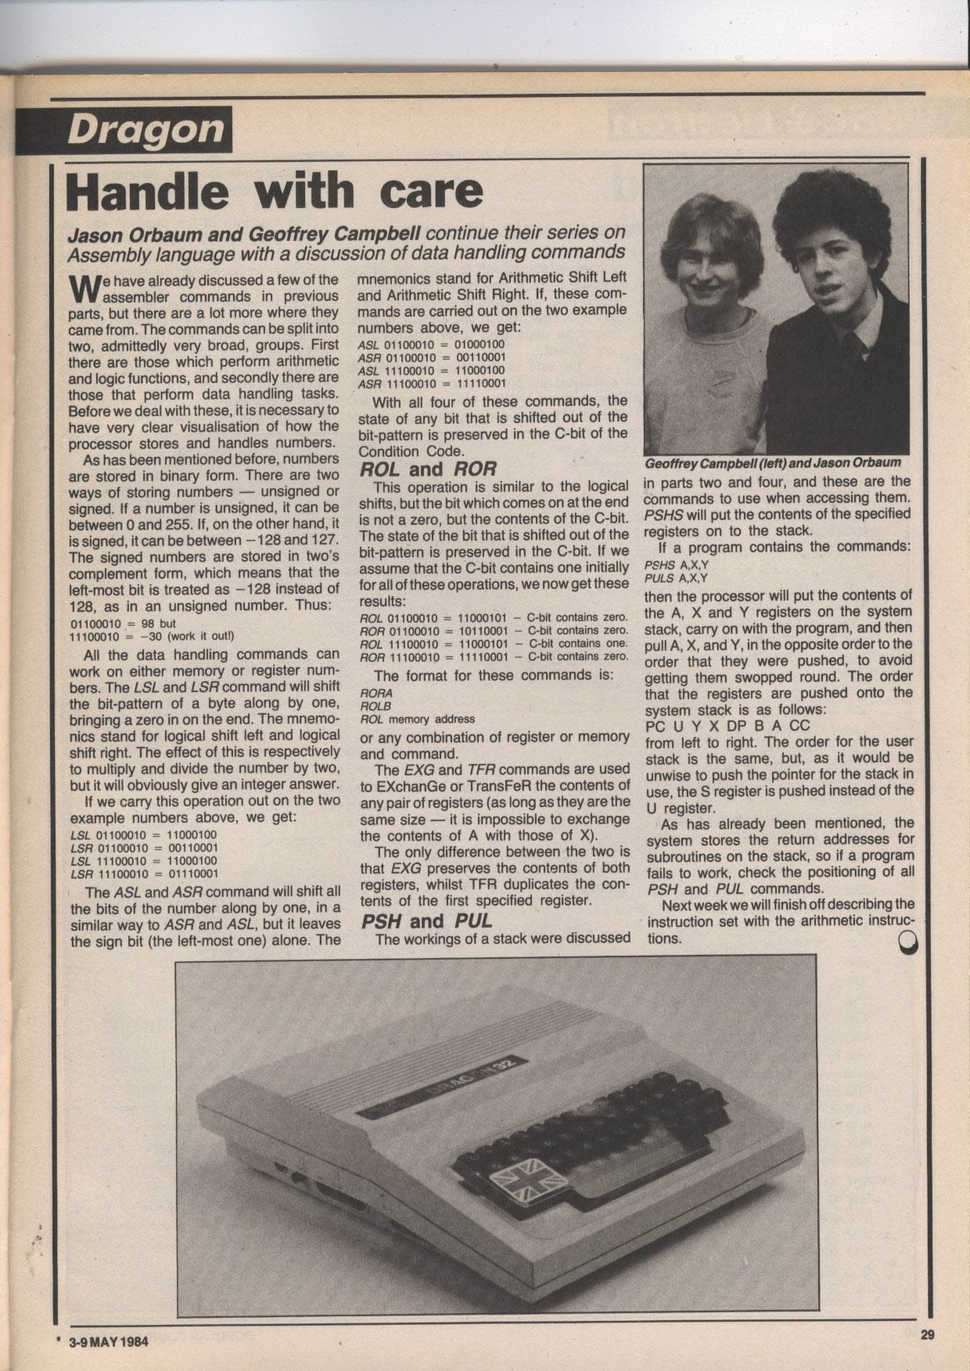 Dragon
Handle with care
Jason Orbaum and Geoffrey Campbell continue their series on
Assembly language with a discussion of data handling commands
We have already discussed a few of the
assembler commands in previous
parts, but there are a lot more where they
came from. The commands can be split into
two, admittedly very broad, groups. First
there are those which perform arithmetic
and logic functions, and secondly there are
those that perform data handling tasks.
Before we deal with these, it is necessary to
have very clear visualisation of how the
processor stores and handles numbers.
As has been mentioned before, numbers
are stored in binary form. There are two
ways of storing numbers — unsigned or
signed. If a number is unsigned, it can be
between 0 and 255. If, on the other hand, it
is signed, it can be between −128 and 127.
The signed numbers are stored in two's
complement form, which means that the
left-most bit is treated as −128 instead of
128, as in an unsigned number. Thus:
01100010 = 98 but
11100010 = −30 (work it out!)
All the data handling commands can
work on either memory or register num-
bers. The LSL and LSR command will shift
the bit-pattern of a byte along by one,
bringing a zero in on the end. The mnemo-
nics stand for logical shift left and logical
shift right. The effect of this is respectively
to multiply and divide the number by two,
but it will obviously give an integer answer.
If we carry this operation out on the two
example numbers above, we get:
LSL 01100010 = 11000100
LSR 01100010 = 00110001
LSL 11100010 = 11000100
LSR 11100010 = 01110001
The ASL and ASR command will shift all
the bits of the number along by one, in a
similar way to ASR and ASL, but it leaves
the sign bit (the left-most one) alone. The
mnemonics stand for Arithmetic Shift Left
and Arithmetic Shift Right. If, these com-
mands are carried out on the two example
numbers above, we get:
ASL 01100010 = 01000100
ASR 01100010 = 00110001
ASL 11100010 = 11000100
ASR 11100010 = 11110001
With all four of these commands, the
state of any bit that is shifted out of the
bit-pattern is preserved in the C-bit of the
Condition Code.
ROL and ROR
This operation is similar to the logical
shifts, but the bit which comes on at the end
is not a zero, but the contents of the C-bit.
The state of the bit that is shifted out of the
bit-pattern is preserved in the C-bit. If we
assume that the C-bit contains one initially
for all of these operations, we now get these
results:
ROL 01100010 = 11000101 − C-bit contains zero.
ROR 01100010 = 10110001 − C-bit contains zero.
ROL 11100010 = 11000101 − C-bit contains one.
ROR 11100010 = 11110001 − C-bit contains zero.
The format for these commands is:
RORA
ROLB
ROL memory address
or any combination of register or memory
and command.
The EXG and TFR commands are used
to EXchanGe or TransFeR the contents of
any pair of registers (as long as they are the
same size — it is impossible to exchange
the contents of A with those of X).
The only difference between the two is
that EXG preserves the contents of both
registers, whilst TFR duplicates the con-
tents of the first specified register.
PSH and PUL
The workings of a stack were discussed
Geoffrey Campbell (left) and Jason Orbaum
in parts two and four, and these are the
commands to use when accessing them.
PSHS will put the contents of the specified
registers on to the stack.
If a program contains the commands:
PSHS A,X,Y
PULS A,X,Y
then the processor will put the contents of
the A, X and Y registers on the system
stack, carry on with the program, and then
pull A, X, and Y, in the opposite order to the
order that they were pushed, to avoid
getting them swopped round. The order
that the registers are pushed onto the
system stack is as follows:
PC U Y X DP B A CC
from left to right. The order for the user
stack is the same, but, as it would be
unwise to push the pointer for the stack in
use, the S register is pushed instead of the
U register.
As has already been mentioned, the
system stores the return addresses for
subroutines on the stack, so if a program
fails to work, check the positioning of all
PSH and PUL commands.
Next week we will finish off describing the
instruction set with the arithmetic instruc-
tions.
DRAGON 32
3-9 MAY 1984
29